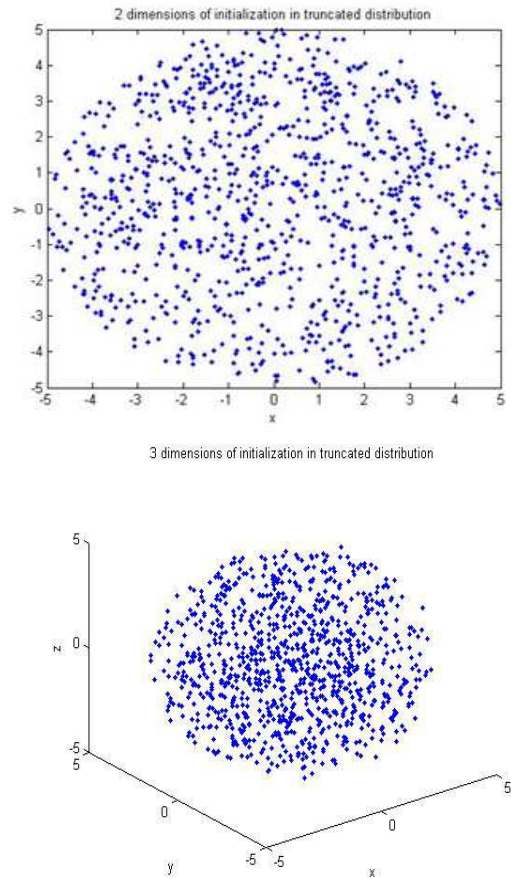 2 dimensions of initialization in truncated distribution
5
4
3
2
1
0
-1
-2
-3
-4
-5
y
-5 -4 -3 -2 -1 0 1 2 3 4 5
x
3 dimensions of initialization in truncated distribution
5
0
-5
z
5
0
-5
y
-5
0
5
x